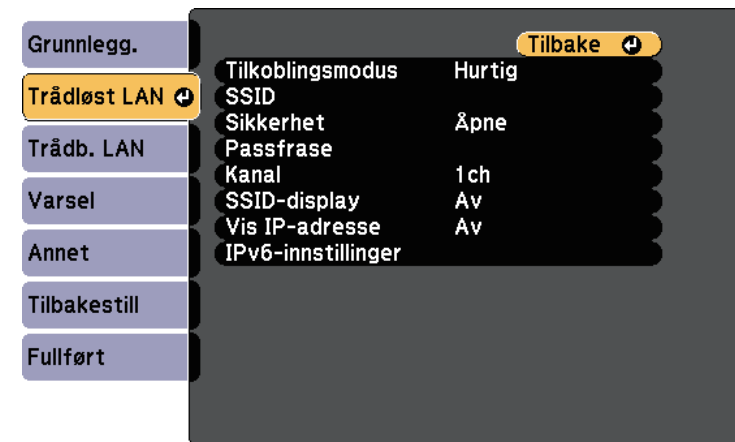 Grunnlegg.
Trådløst LAN
Trådb. LAN
Varsel
Annet
Tilbakestill
Fullført
Tilbake
Tilkoblingsmodus Hurtig
SSID
Sikkerhet Åpne
Passfrase
Kanal 1ch
SSID-display Av
Vis IP-adresse Av
IPv6-innstillinger